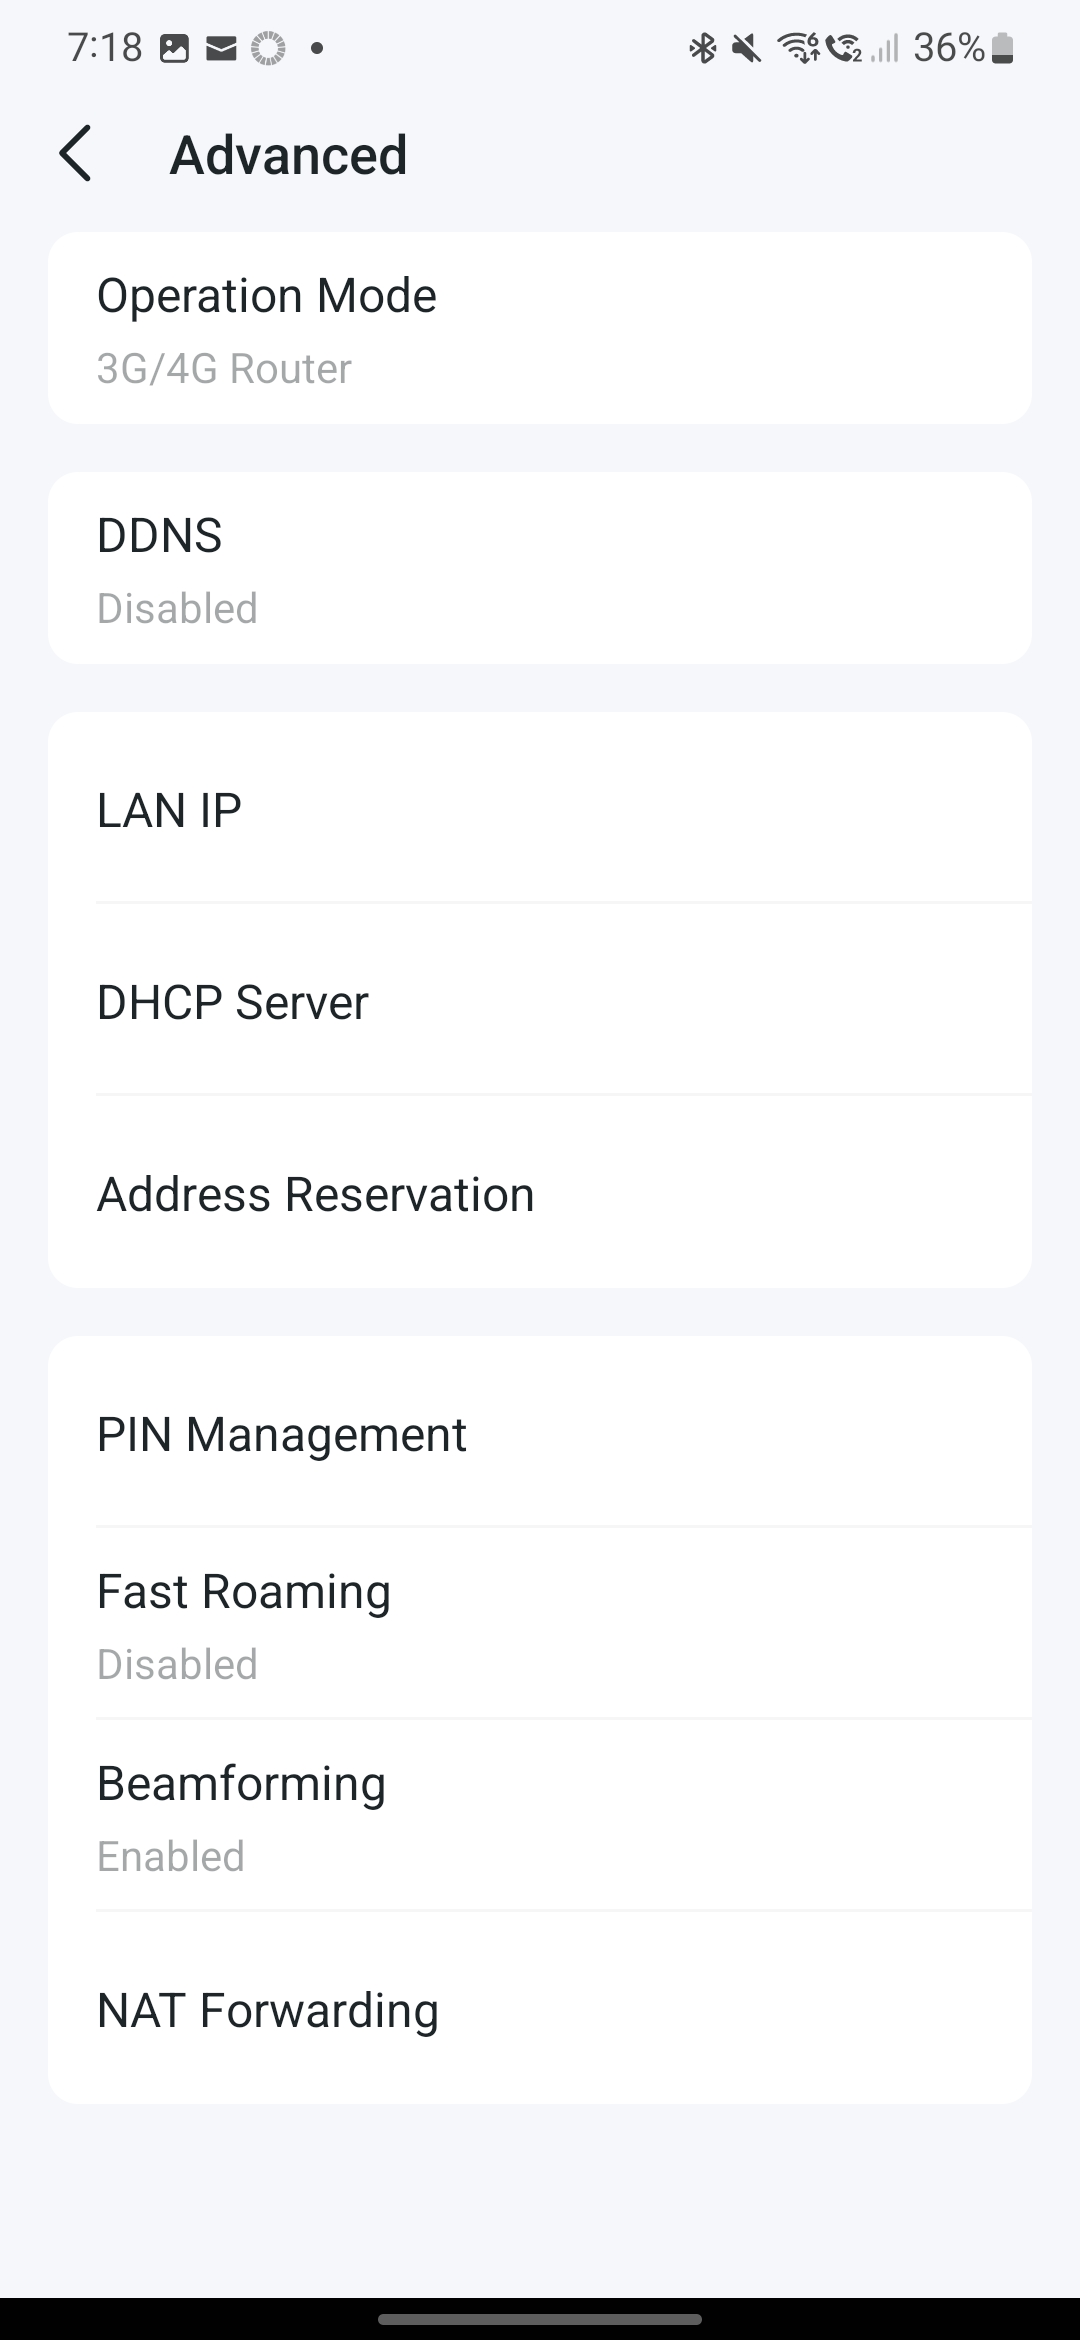 7:18 36%
Advanced
Operation Mode
3G/4G Router
DDNS
Disabled
LAN IP
DHCP Server
Address Reservation
PIN Management
Fast Roaming
Disabled
Beamforming
Enabled
NAT Forwarding